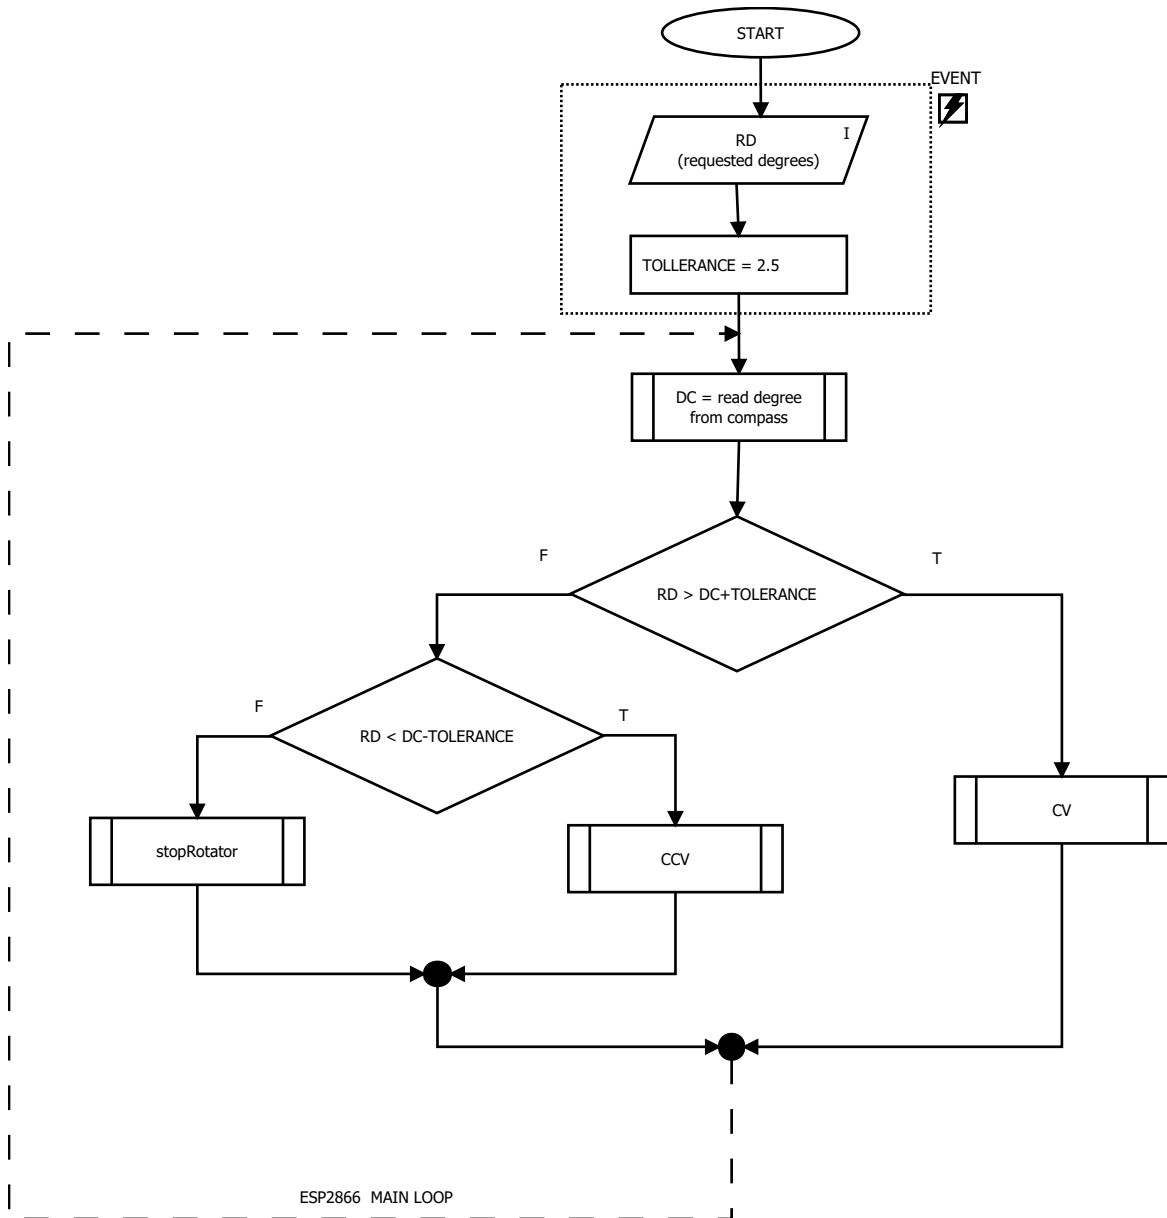 START
EVENT
RD
(requested degrees)
I
TOLLERANCE = 2.5
DC = read degree
from compass
F
T
RD > DC+TOLERANCE
F
T
RD < DC-TOLERANCE
CV
stopRotator
CCV
ESP2866 MAIN LOOP